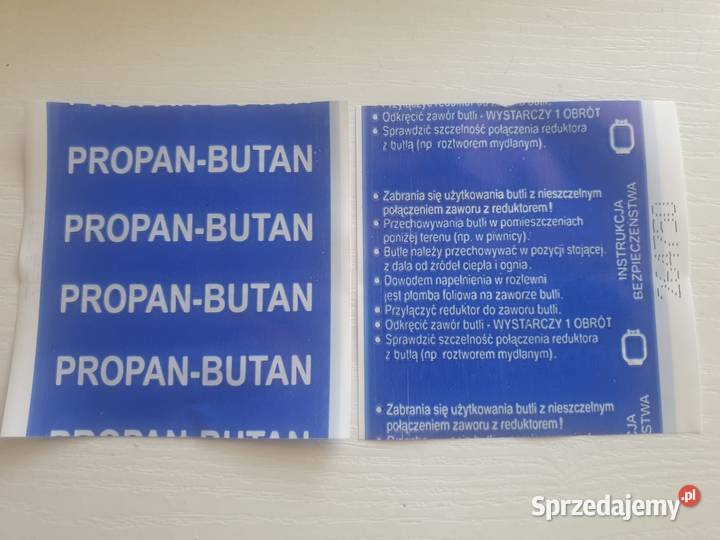 PROPAN-BUTAN
PROPAN-BUTAN
PROPAN-BUTAN
PROPAN-BUTAN
PROPAN-BUTAN
• Odkręcić zawór butli - WYSTARCZY 1 OBRÓT
• Sprawdzić szczelność połączenia reduktora
z butlą (np. roztworem mydlanym).
• Zabrania się użytkowania butli z nieszczelnym
połączeniem zaworu z reduktorem!
• Przechowywania butli w pomieszczeniach
poniżej terenu (np. w piwnicy).
• Butle należy przechowywać w pozycji stojącej
z dala od źródeł ciepła i ognia.
• Dowodem napełnienia w rozlewni
jest plomba foliowa na zaworze butli.
• Przyłączyć reduktor do zaworu butli.
• Odkręcić zawór butli - WYSTARCZY 1 OBRÓT
• Sprawdzić szczelność połączenia reduktora
z butlą (np. roztworem mydlanym).
• Zabrania się użytkowania butli z nieszczelnym
połączeniem zaworu z reduktorem!
INSTRUKCJA
BEZPIECZEŃSTWA
Sprzedajemy.pl